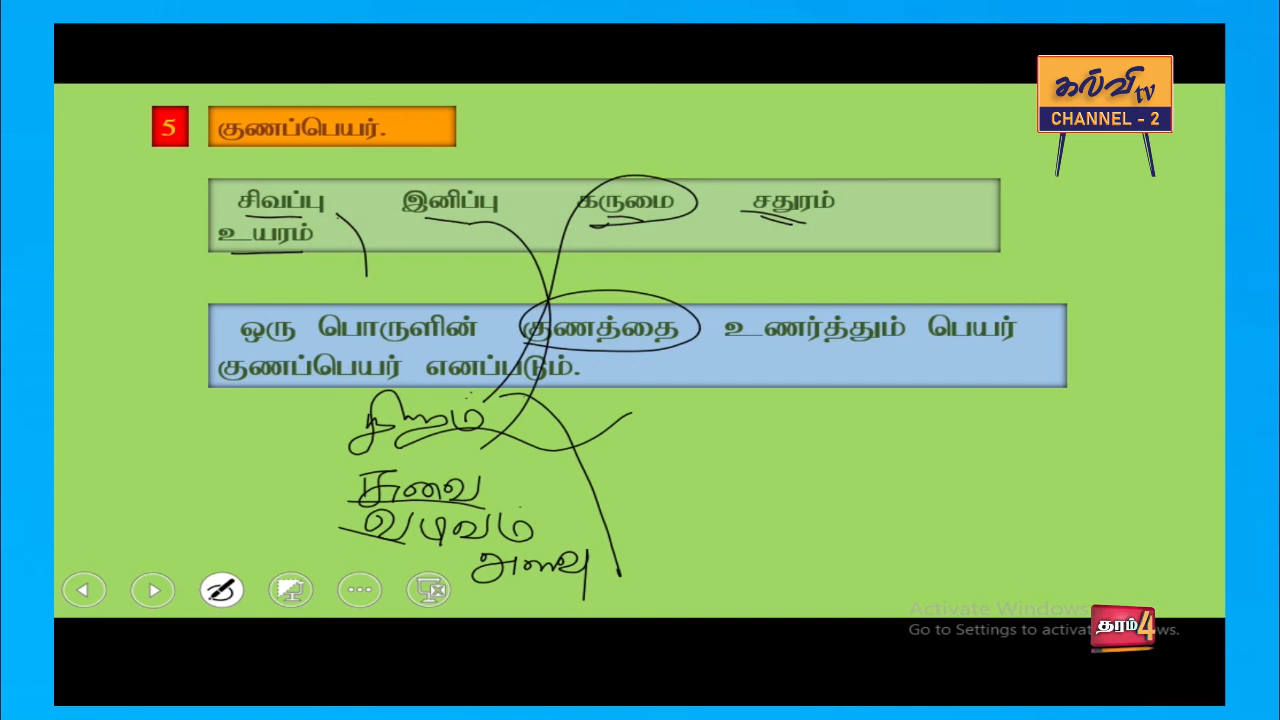 கல்வி tv
CHANNEL - 2
5 குணப்பெயர்.
சிவப்பு இனிப்பு கருமை சதுரம்
உயரம்
ஒரு பொருளின் குணத்தை உணர்த்தும் பெயர்
குணப்பெயர் எனப்படும்.
நிறம்
சுவை
வடிவம்
அளவு
Activate Windows
Go to Settings to activate Windows.
தரம் 4